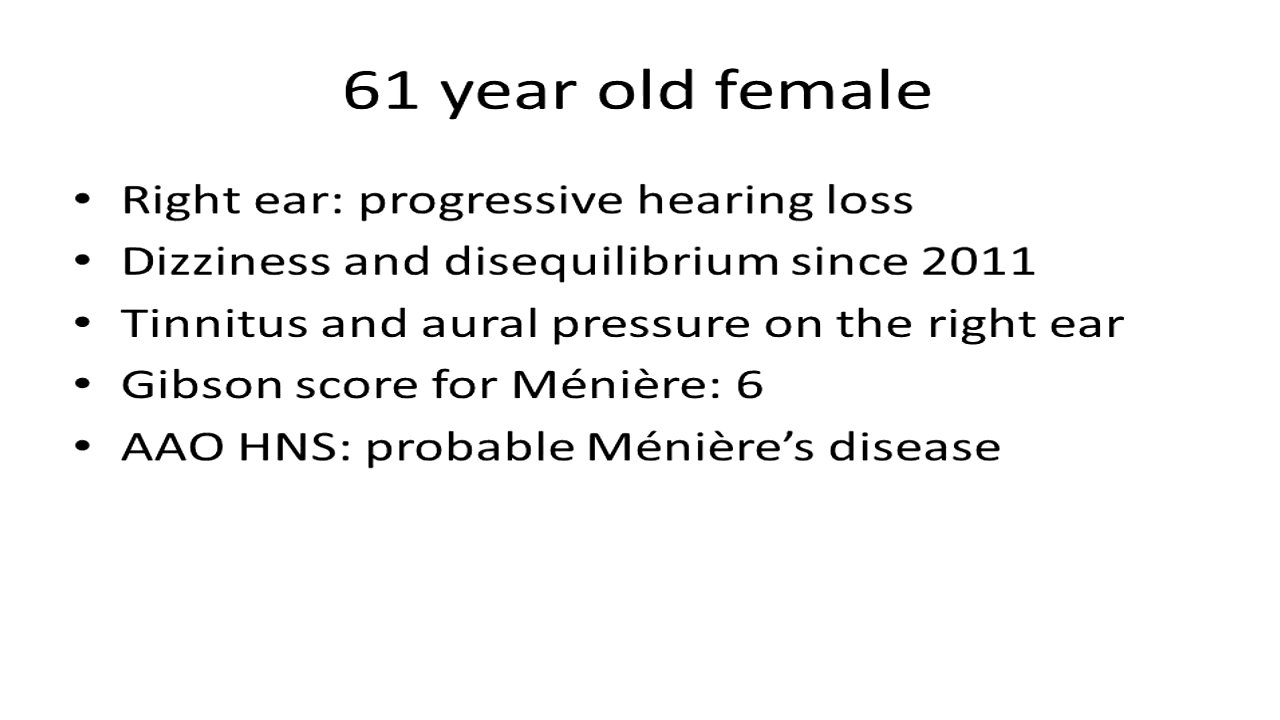 61 year old female
• Right ear: progressive hearing loss
• Dizziness and disequilibrium since 2011
• Tinnitus and aural pressure on the right ear
• Gibson score for Ménière: 6
• AAO HNS: probable Ménière’s disease